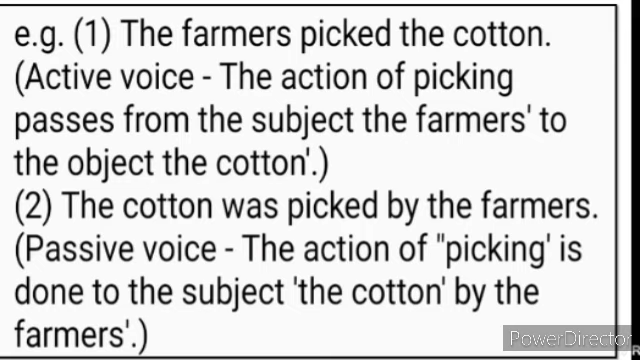 e.g. (1) The farmers picked the cotton.
(Active voice - The action of picking
passes from the subject the farmers' to
the object the cotton'.)
(2) The cotton was picked by the farmers.
(Passive voice - The action of "picking' is
done to the subject 'the cotton' by the
farmers'.)
PowerDirector